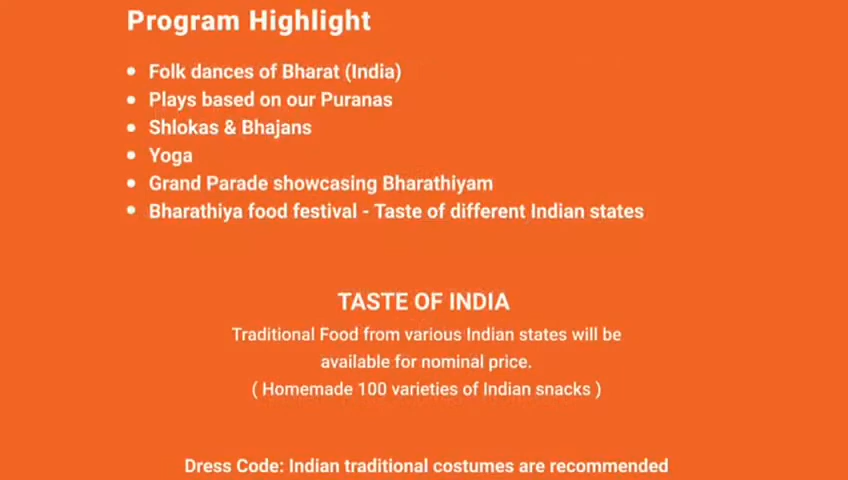 Program Highlight
• Folk dances of Bharat (India)
• Plays based on our Puranas
• Shlokas & Bhajans
• Yoga
• Grand Parade showcasing Bharathiyam
• Bharathiya food festival - Taste of different Indian states
TASTE OF INDIA
Traditional Food from various Indian states will be
available for nominal price.
( Homemade 100 varieties of Indian snacks )
Dress Code: Indian traditional costumes are recommended